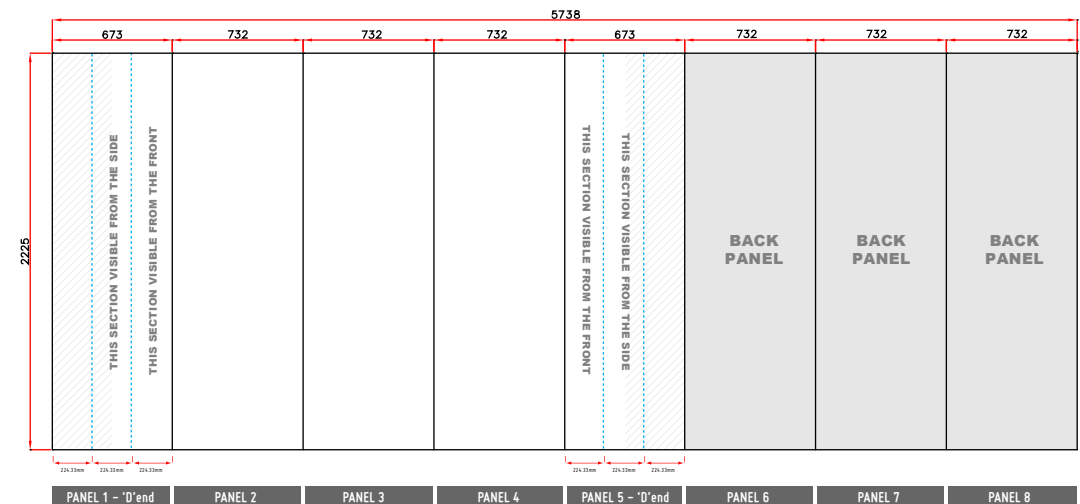 5738
673
732
732
732
673
732
732
732
2225
THIS SECTION VISIBLE FROM THE SIDE
THIS SECTION VISIBLE FROM THE FRONT
THIS SECTION VISIBLE FROM THE FRONT
THIS SECTION VISIBLE FROM THE SIDE
BACK
PANEL
BACK
PANEL
BACK
PANEL
224.33mm
224.33mm
224.33mm
224.33mm
224.33mm
224.33mm
PANEL 1 - 'D'end
PANEL 2
PANEL 3
PANEL 4
PANEL 5 - 'D'end
PANEL 6
PANEL 7
PANEL 8